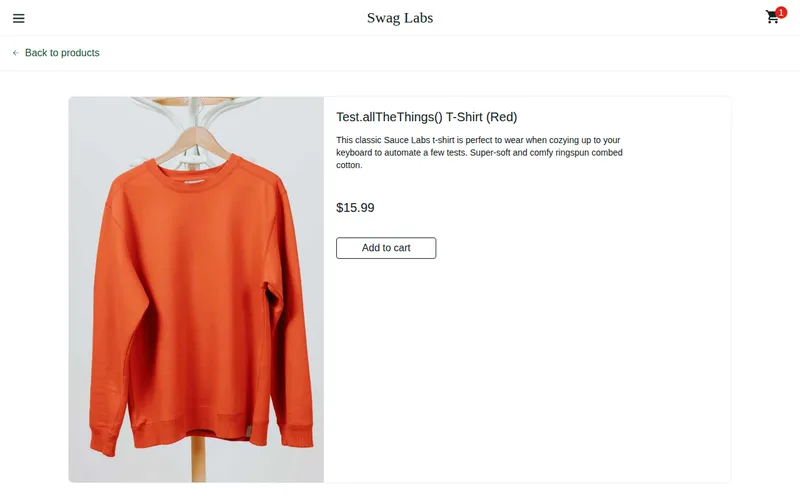 Swag Labs
1
Back to products
Test.allTheThings() T-Shirt (Red)
This classic Sauce Labs t-shirt is perfect to wear when cozying up to your
keyboard to automate a few tests. Super-soft and comfy ringspun combed
cotton.
$15.99
Add to cart